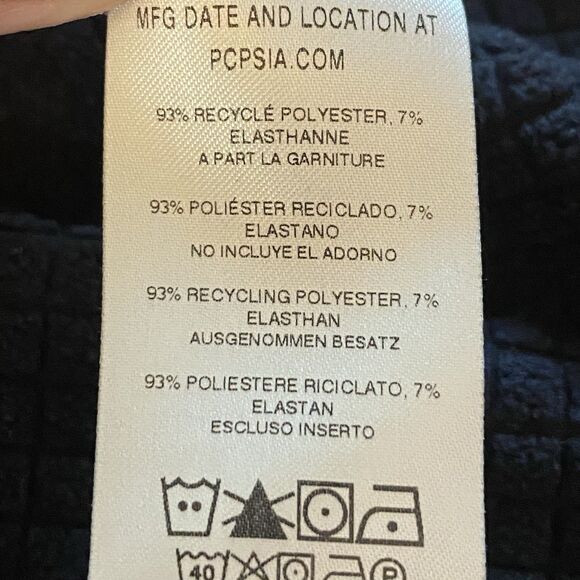 MFG DATE AND LOCATION AT
PCPSIA.COM
93% RECYCLÉ POLYESTER, 7%
ELASTHANNE
A PART LA GARNITURE
93% POLIÉSTER RECICLADO, 7%
ELASTANO
NO INCLUYE EL ADORNO
93% RECYCLING POLYESTER, 7%
ELASTHAN
AUSGENOMMEN BESATZ
93% POLIESTERE RICICLATO, 7%
ELASTAN
ESCLUSO INSERTO
40 P